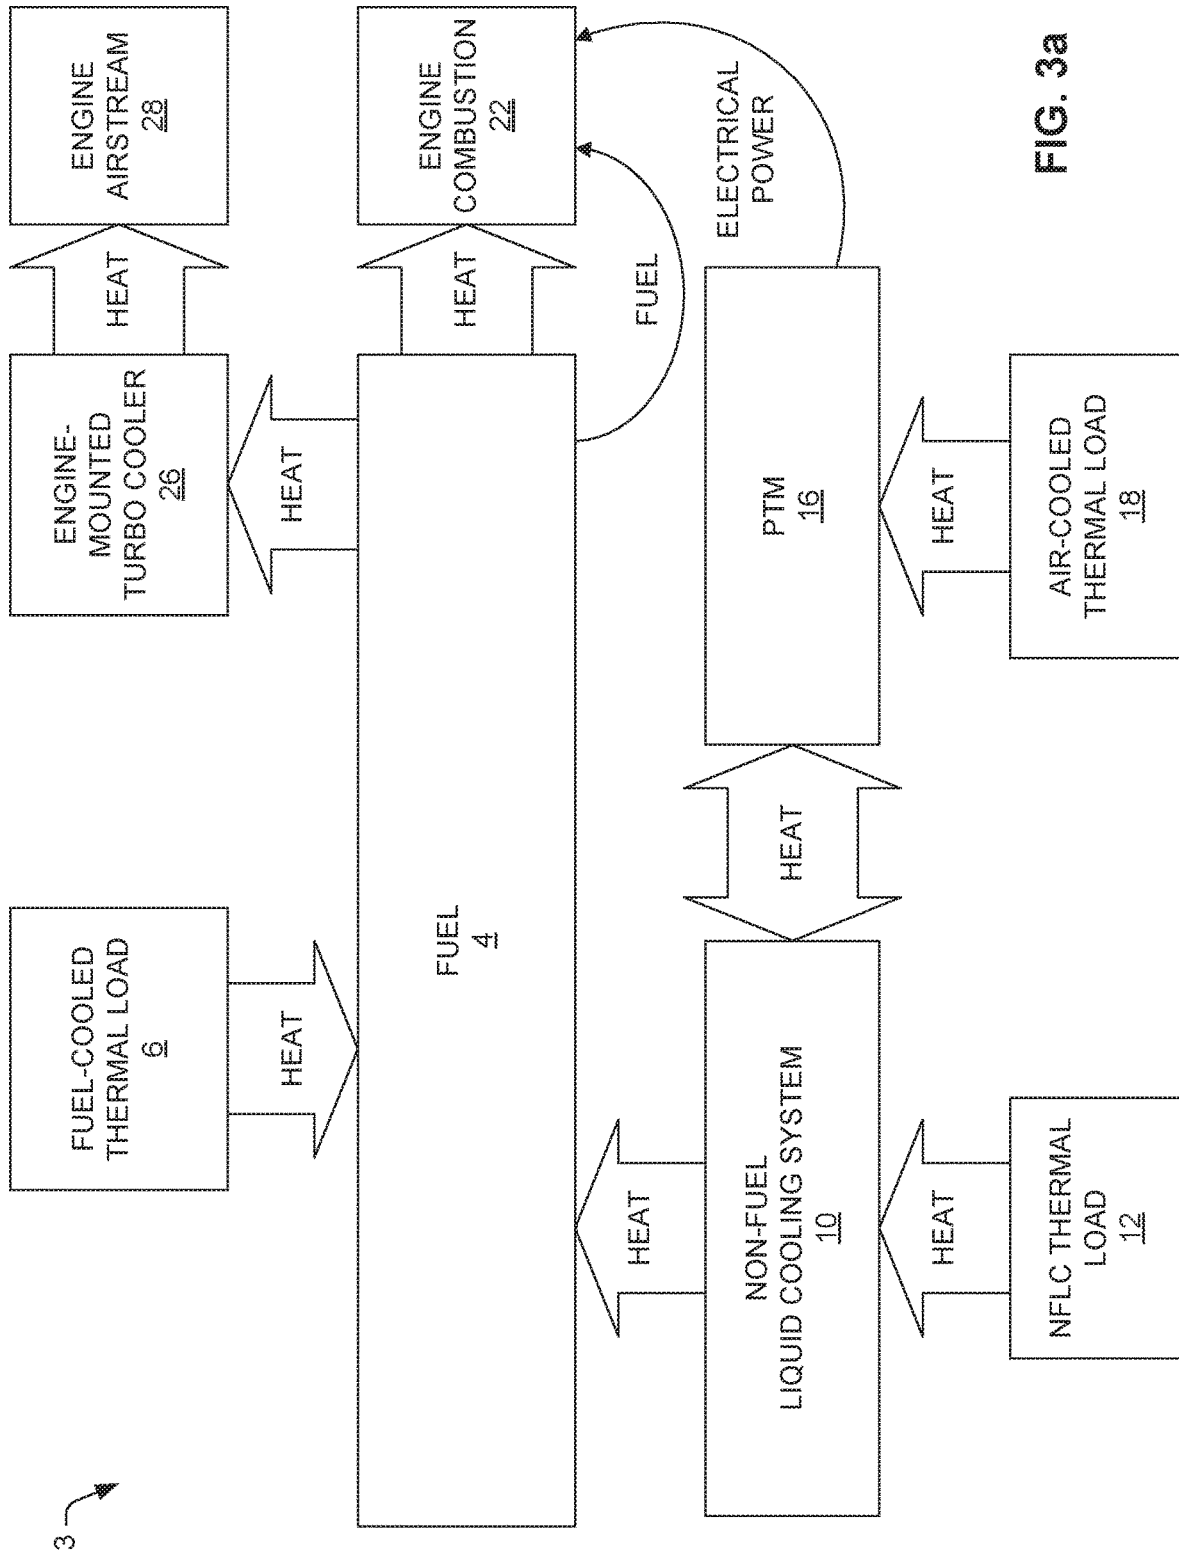 3
FUEL-COOLED
THERMAL LOAD
6
ENGINE-
MOUNTED
TURBO COOLER
26
HEAT
ENGINE
AIRSTREAM
28
HEAT
HEAT
FUEL
4
HEAT
ENGINE
COMBUSTION
22
HEAT
FUEL
ELECTRICAL
POWER
NON-FUEL
LIQUID COOLING SYSTEM
10
HEAT
PTM
16
HEAT
HEAT
NFLC THERMAL
LOAD
12
AIR-COOLED
THERMAL LOAD
18
FIG. 3a